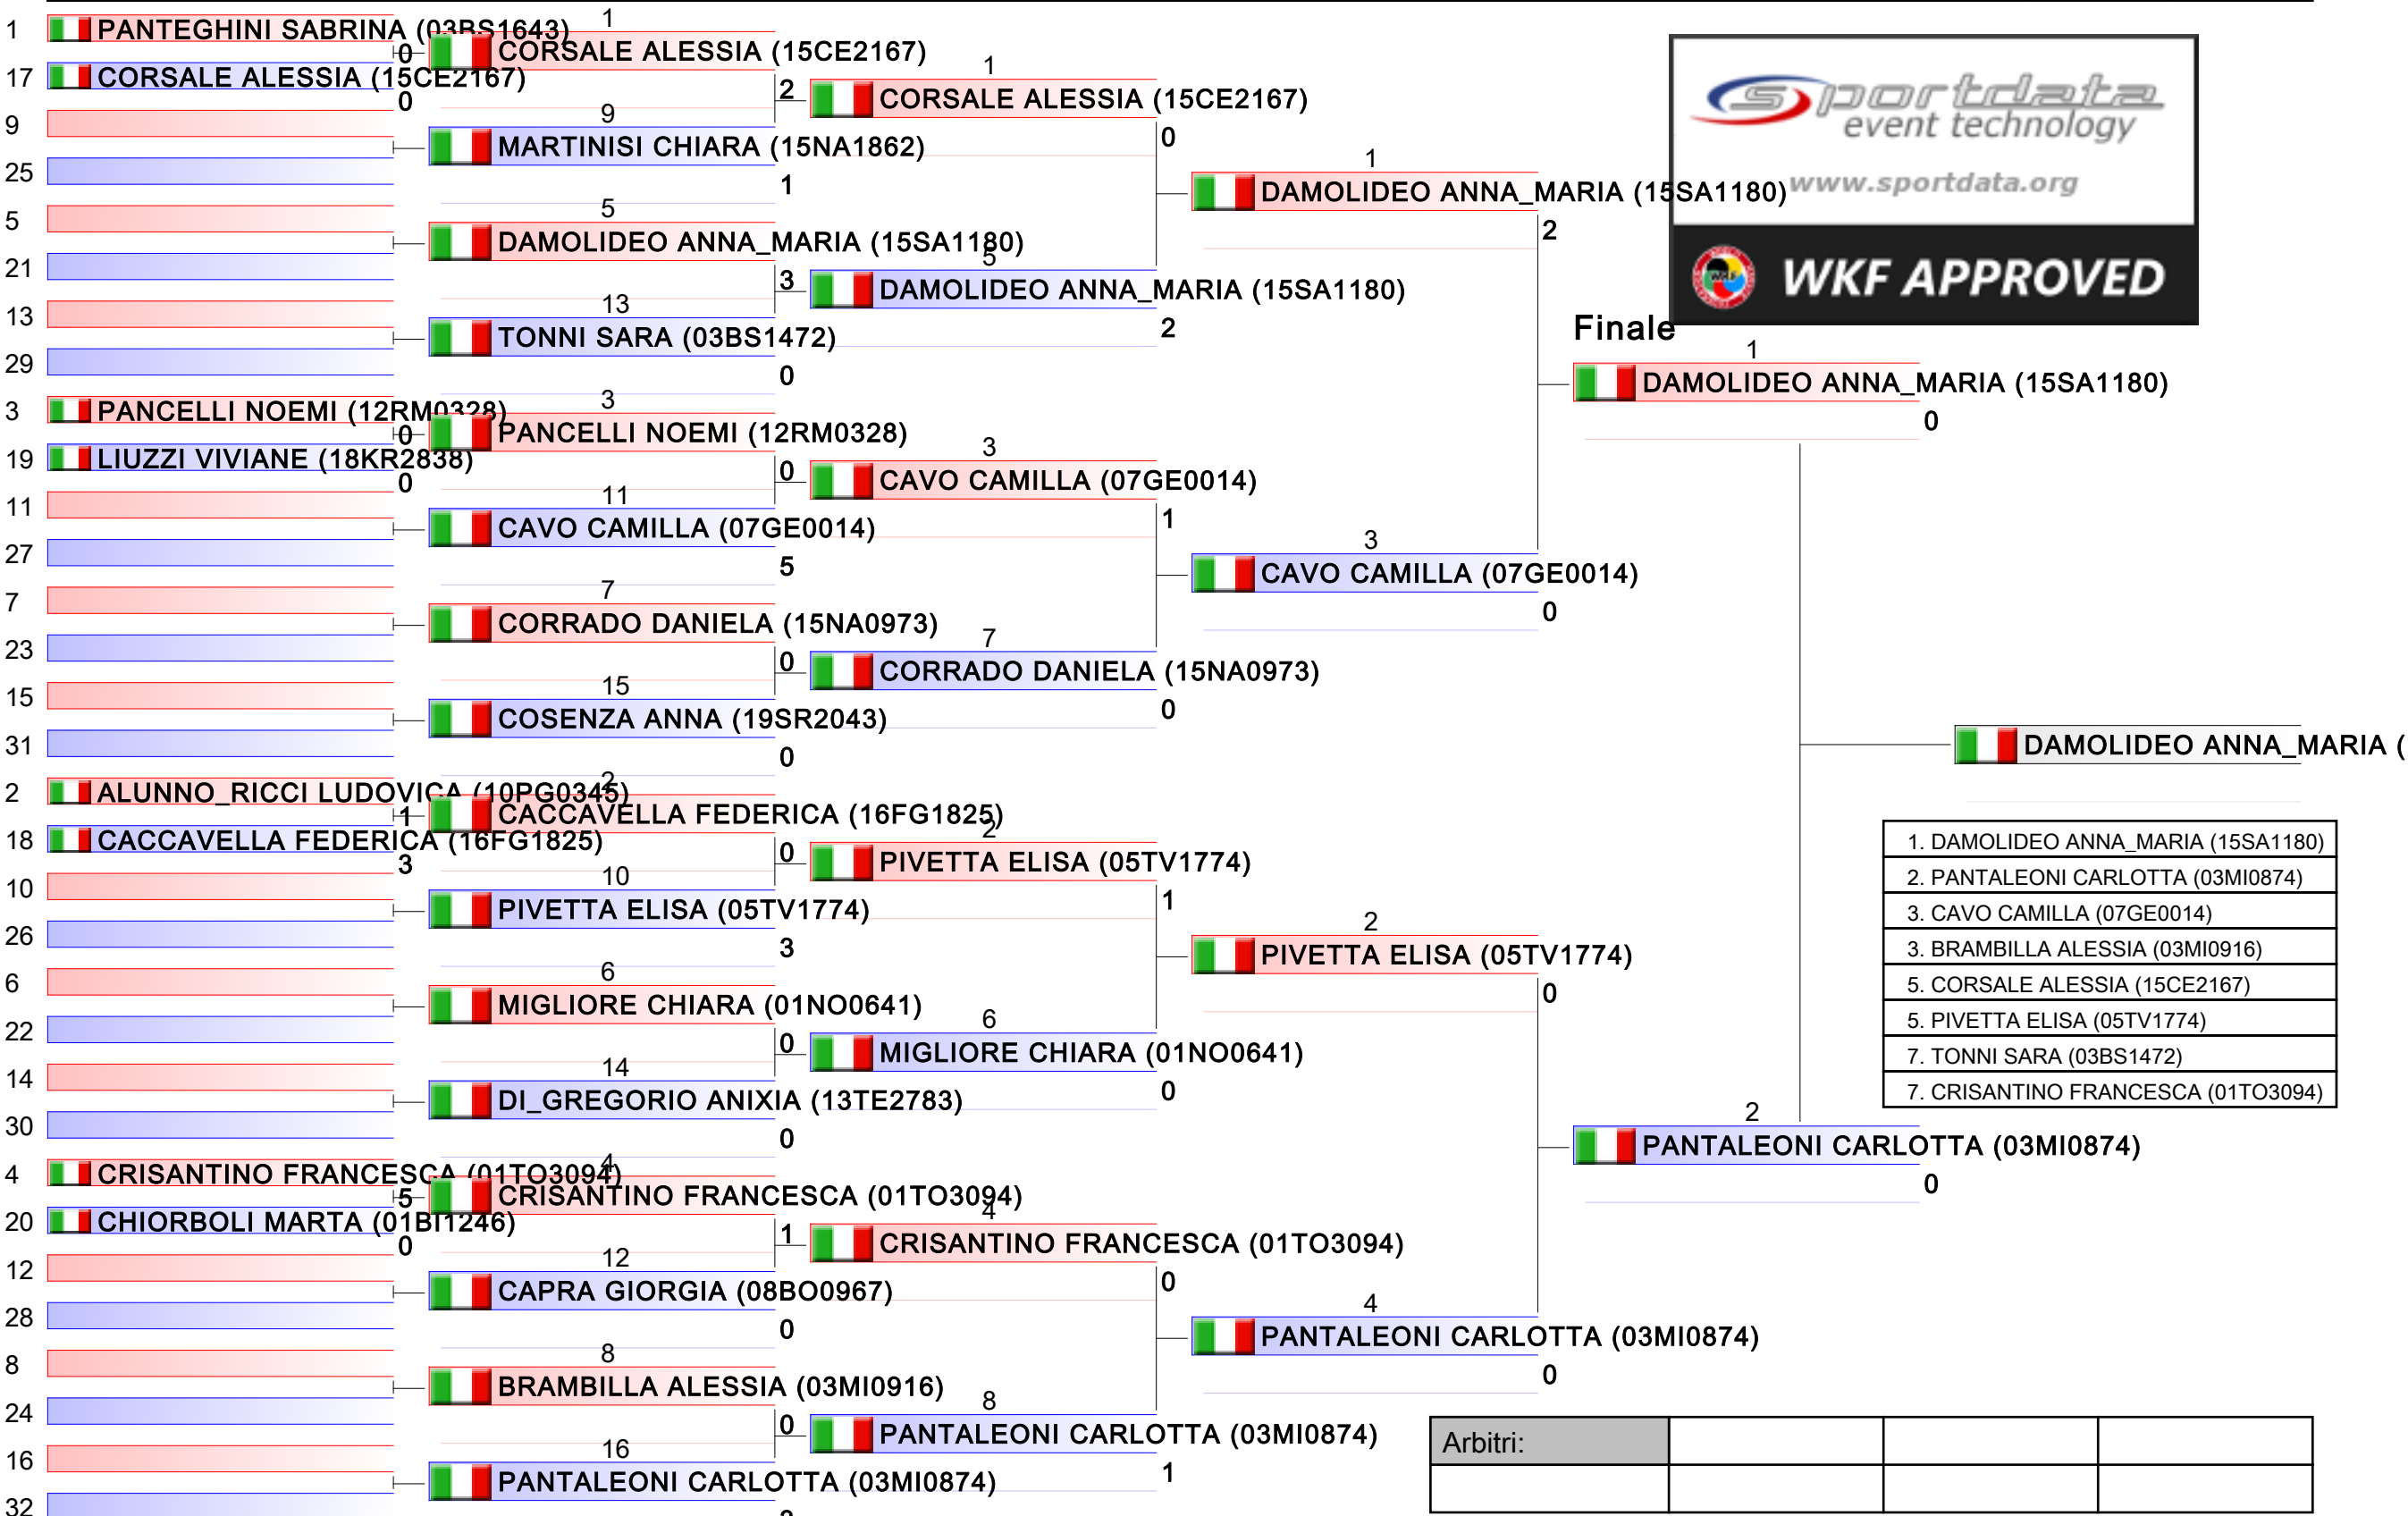 1 PANTEGHINI SABRINA (03BS1643)
0
17 CORSALE ALESSIA (15CE2167)
0
9
25
5
21
13
29
3 PANCELLI NOEMI (12RM0328)
0
19 LIUZZI VIVIANE (18KR2838)
0
11
27
7
23
15
31
2 ALUNNO_RICCI LUDOVICA (10PG0345)
1
18 CACCAVELLA FEDERICA (16FG1825)
3
10
26
6
22
14
30
4 CRISANTINO FRANCESCA (01TO3094)
5
20 CHIORBOLI MARTA (01BI1246)
0
12
28
8
24
16
32
1
CORSALE ALESSIA (15CE2167)
2
9
MARTINISI CHIARA (15NA1862)
1
5
DAMOLIDEO ANNA_MARIA (15SA1180)
3
13
TONNI SARA (03BS1472)
0
3
PANCELLI NOEMI (12RM0328)
0
11
CAVO CAMILLA (07GE0014)
5
7
CORRADO DANIELA (15NA0973)
0
15
COSENZA ANNA (19SR2043)
0
2
CACCAVELLA FEDERICA (16FG1825)
0
10
PIVETTA ELISA (05TV1774)
3
6
MIGLIORE CHIARA (01NO0641)
0
14
DI_GREGORIO ANIXIA (13TE2783)
0
4
CRISANTINO FRANCESCA (01TO3094)
1
12
CAPRA GIORGIA (08BO0967)
0
8
BRAMBILLA ALESSIA (03MI0916)
0
16
PANTALEONI CARLOTTA (03MI0874)
1
CORSALE ALESSIA (15CE2167)
0
5
DAMOLIDEO ANNA_MARIA (15SA1180)
2
3
CAVO CAMILLA (07GE0014)
1
7
CORRADO DANIELA (15NA0973)
0
2
PIVETTA ELISA (05TV1774)
1
6
MIGLIORE CHIARA (01NO0641)
0
4
CRISANTINO FRANCESCA (01TO3094)
0
8
PANTALEONI CARLOTTA (03MI0874)
1
1
DAMOLIDEO ANNA_MARIA (15SA1180)
2
3
CAVO CAMILLA (07GE0014)
0
2
PIVETTA ELISA (05TV1774)
0
4
PANTALEONI CARLOTTA (03MI0874)
0
sportdata
event technology
www.sportdata.org
WKF APPROVED
Finale
1
DAMOLIDEO ANNA_MARIA (15SA1180)
0
2
PANTALEONI CARLOTTA (03MI0874)
0
DAMOLIDEO ANNA_MARIA (
1. DAMOLIDEO ANNA_MARIA (15SA1180)
2. PANTALEONI CARLOTTA (03MI0874)
3. CAVO CAMILLA (07GE0014)
3. BRAMBILLA ALESSIA (03MI0916)
5. CORSALE ALESSIA (15CE2167)
5. PIVETTA ELISA (05TV1774)
7. TONNI SARA (03BS1472)
7. CRISANTINO FRANCESCA (01TO3094)
Arbitri: